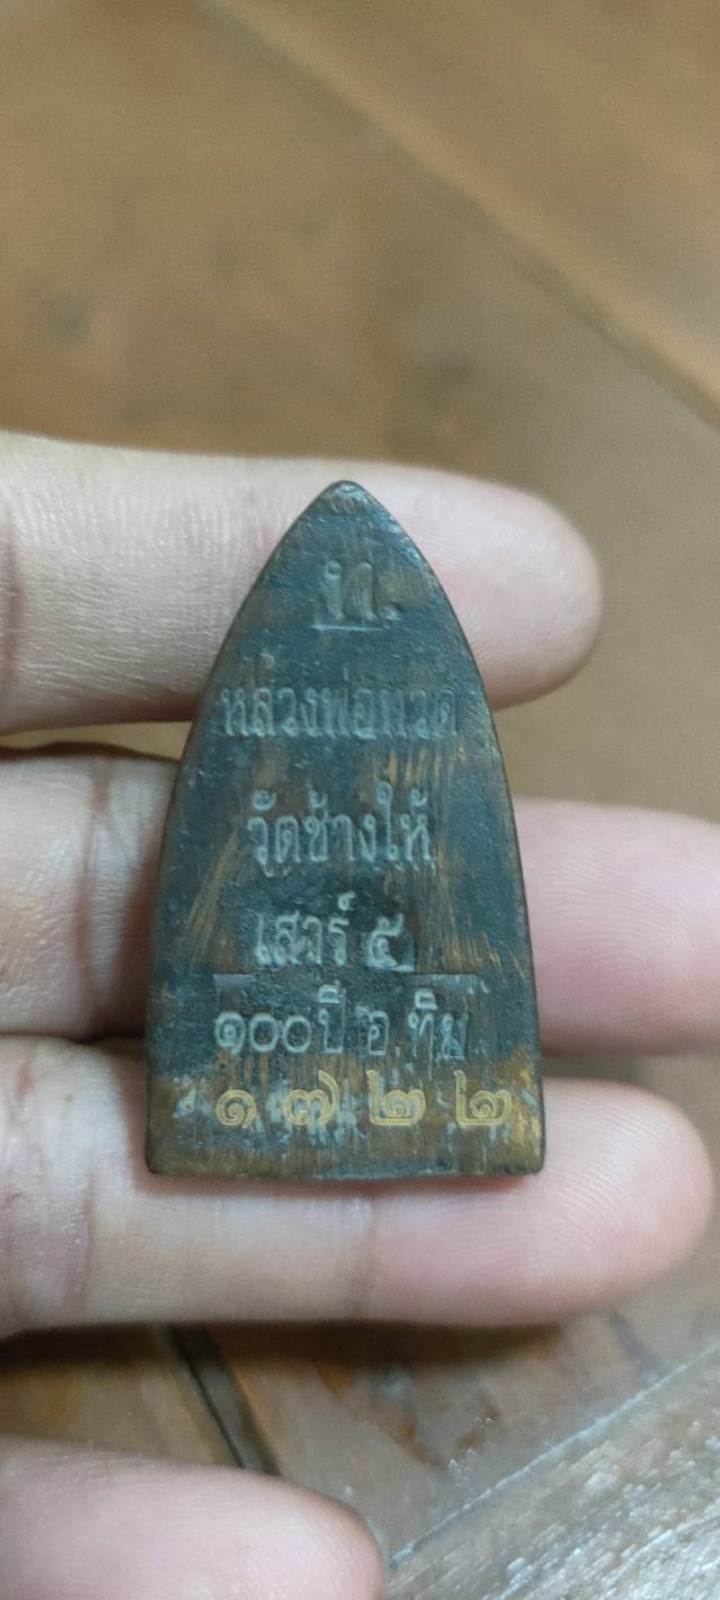 ท.
หลวงพ่อทวด
วัดช้างให้
เสาร์ ๕
๑๐๐ปี อ.ทิม
๑๗๒๒